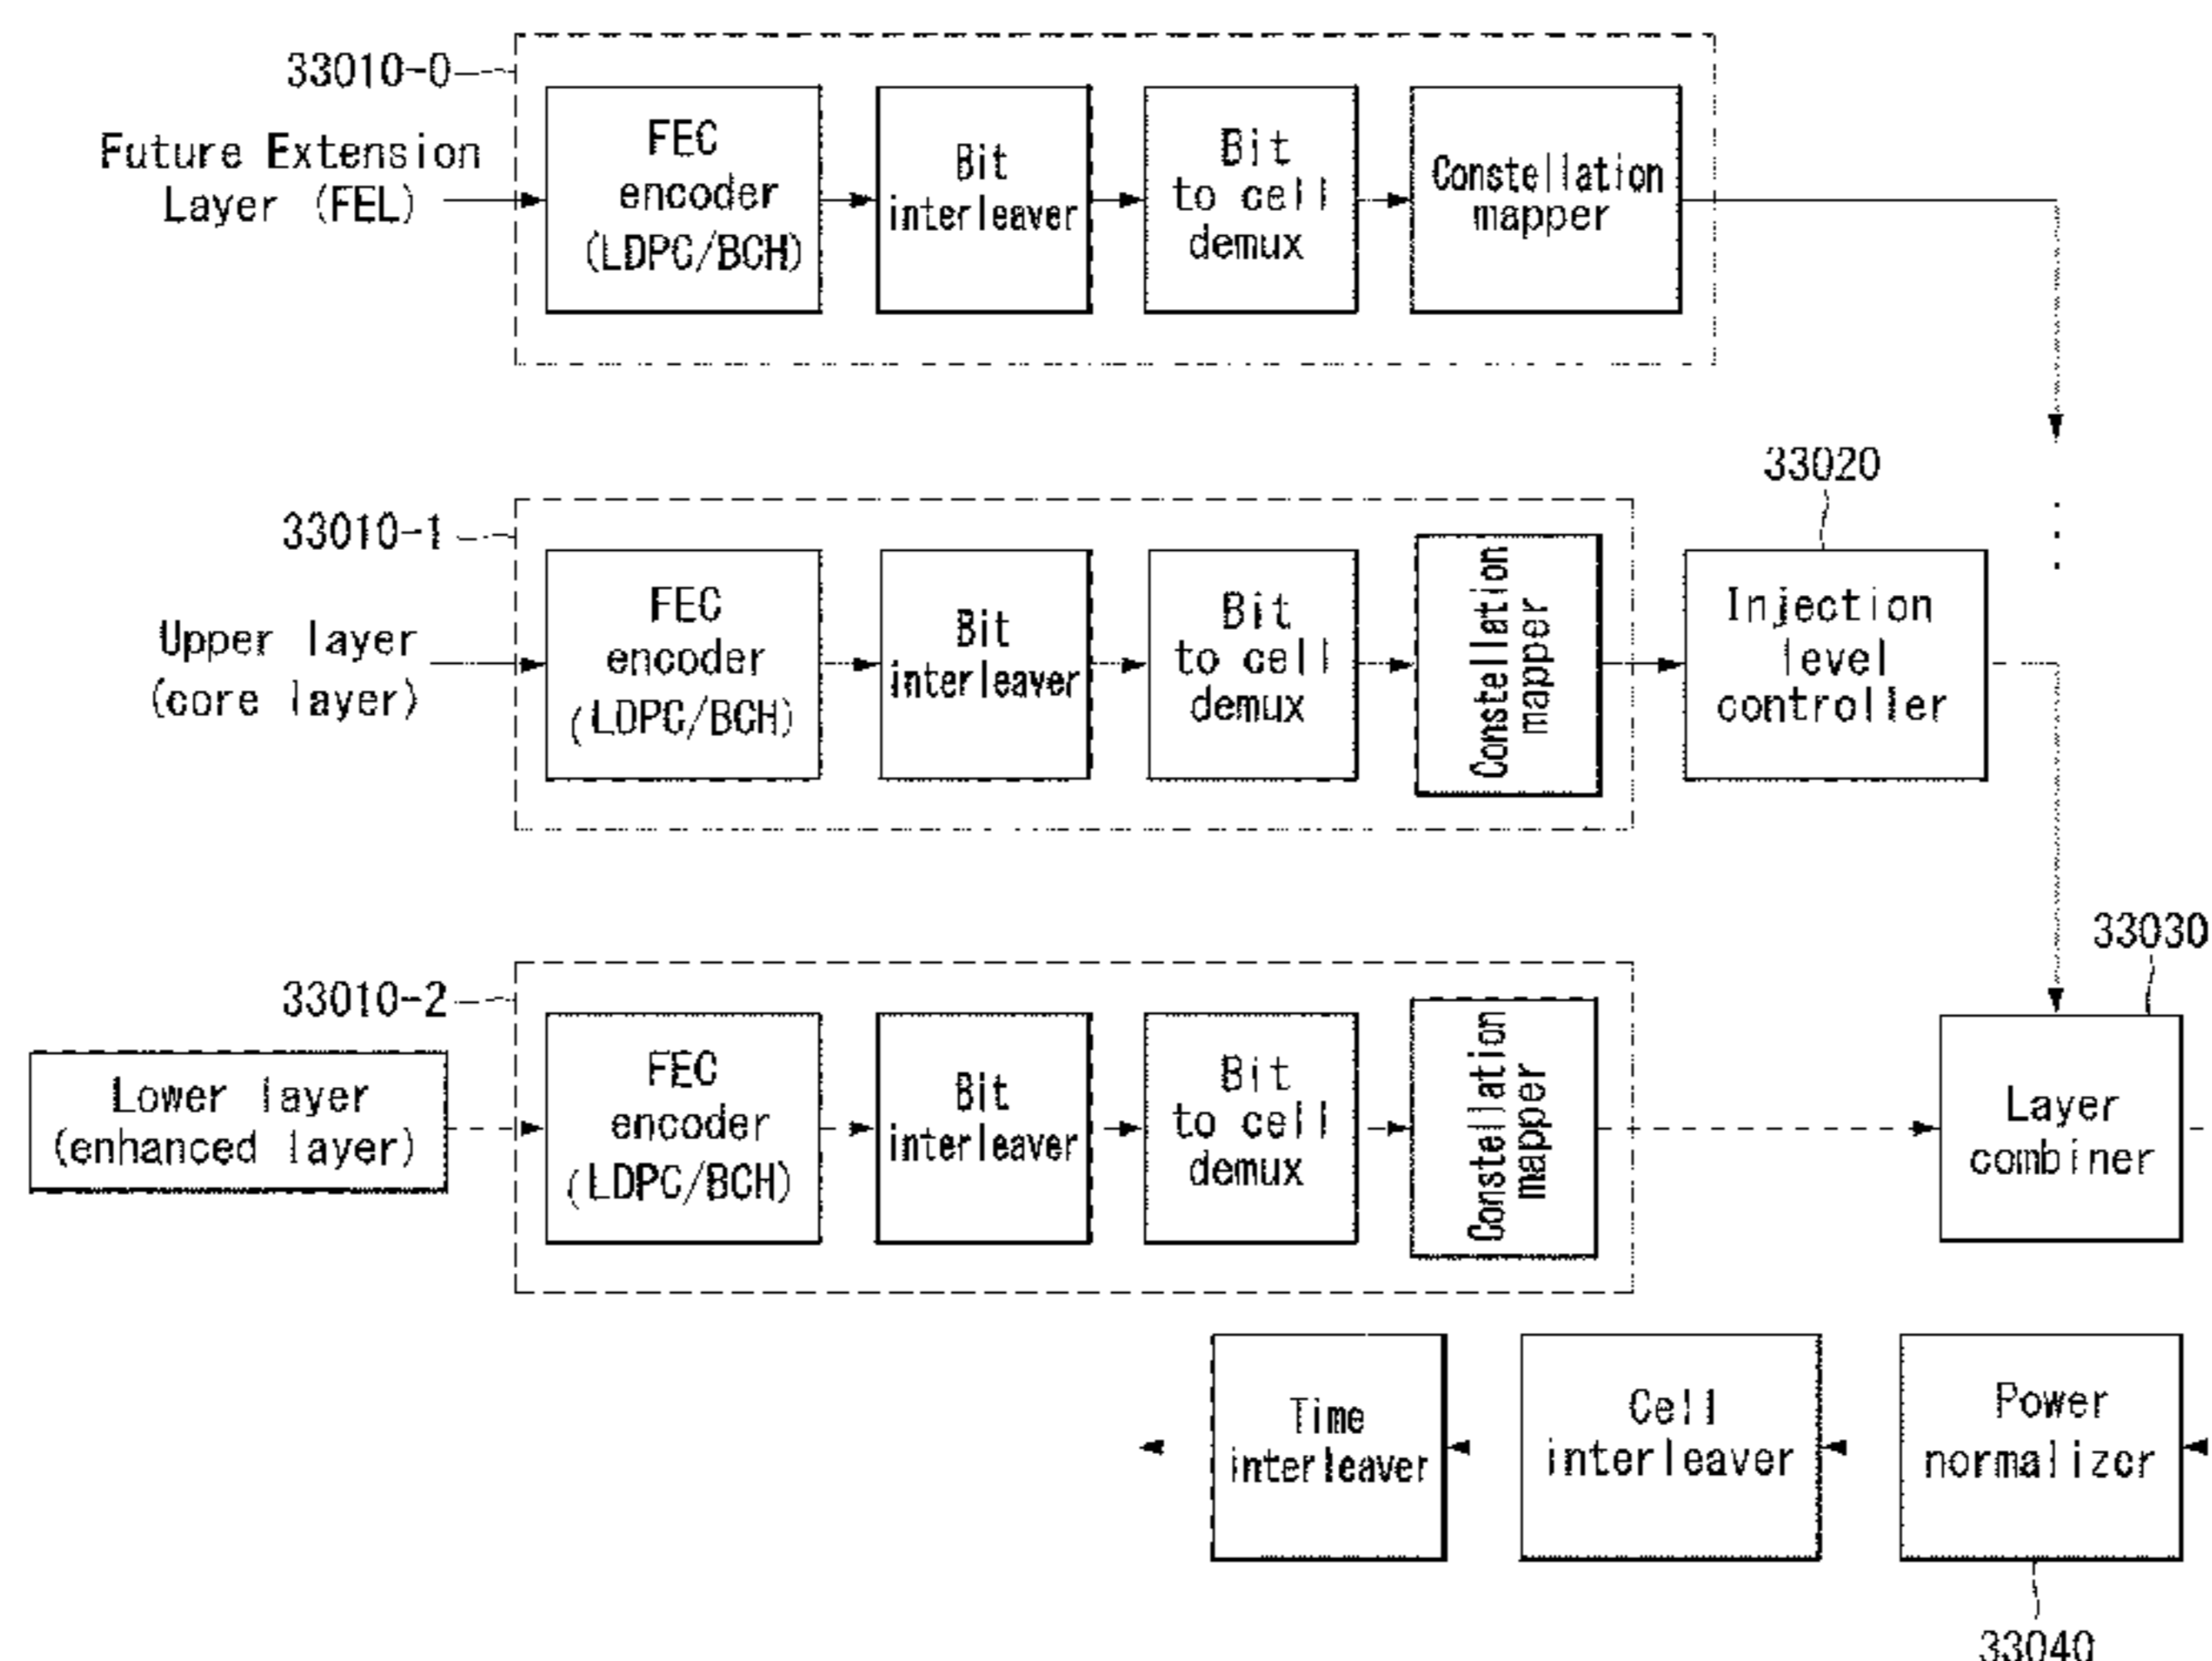 33010-0
Future Extension
Layer (FEL)
FEC
encoder
(LDPC/BCH)
Bit
interleaver
Bit
to cell
demux
Constellation
mapper
33010-1
Upper layer
(core layer)
FEC
encoder
(LDPC/BCH)
Bit
interleaver
Bit
to cell
demux
Constellation
mapper
33020
Injection
level
controller
33010-2
Lower layer
(enhanced layer)
FEC
encoder
(LDPC/BCH)
Bit
interleaver
Bit
to cell
demux
Constellation
mapper
33030
Layer
combiner
Time
interleaver
Cell
interleaver
Power
normalizer
33040